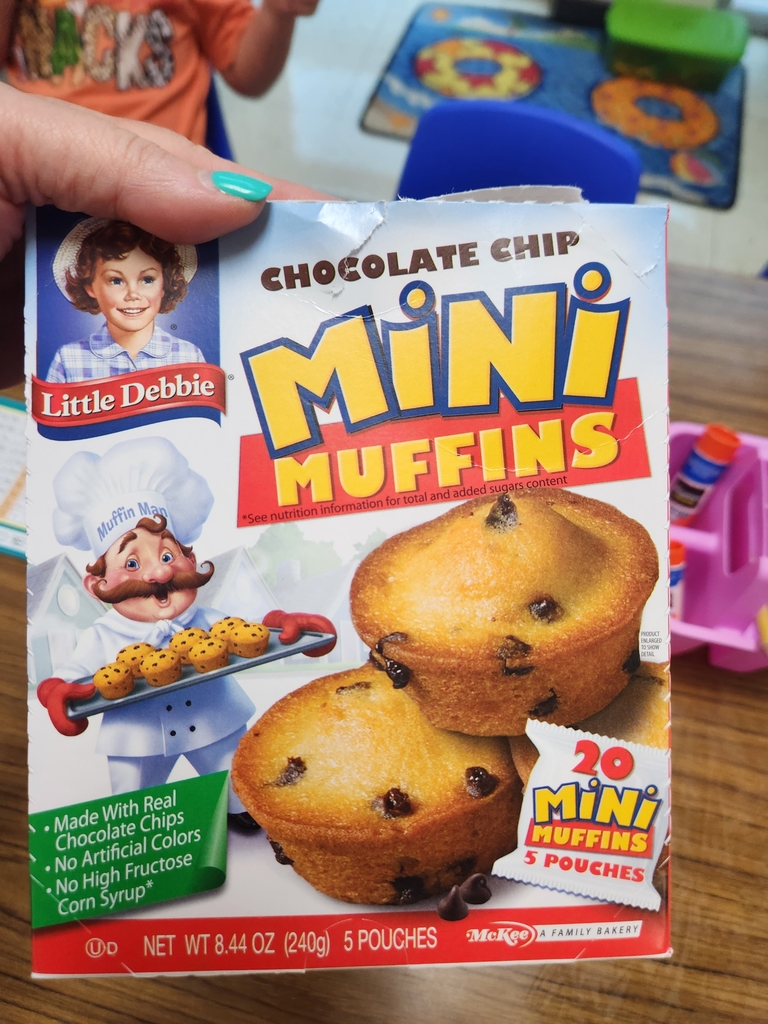 CHOCOLATE CHIP
MiNi
MUFFINS
*See nutrition information for total and added sugars content
Little Debbie®
Muffin Man
PRODUCT
ENLARGED
TO SHOW
DETAIL
20
MiNi
MUFFINS
5 POUCHES
• Made With Real
Chocolate Chips
• No Artificial Colors
• No High Fructose
Corn Syrup*
UD NET WT 8.44 OZ (240g) 5 POUCHES McKee A FAMILY BAKERY